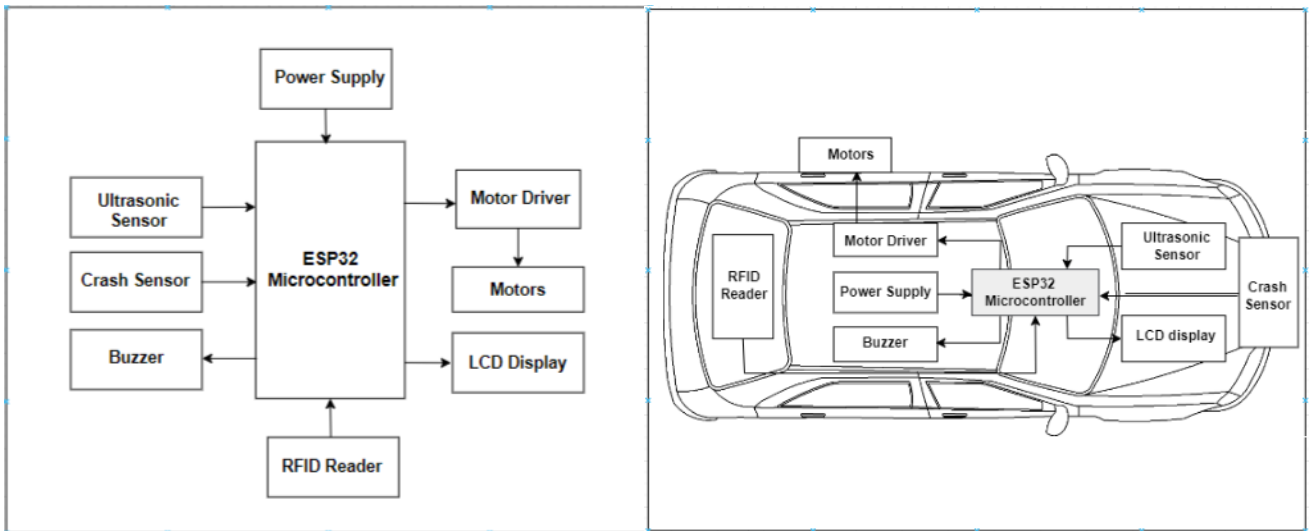 Power Supply
Ultrasonic
Sensor
Motor Driver
ESP32
Microcontroller
Crash Sensor
Motors
Buzzer
LCD Display
RFID Reader
Motors
Motor Driver
Ultrasonic
Sensor
RFID
Reader
Power Supply
ESP32
Microcontroller
Crash
Sensor
Buzzer
LCD display